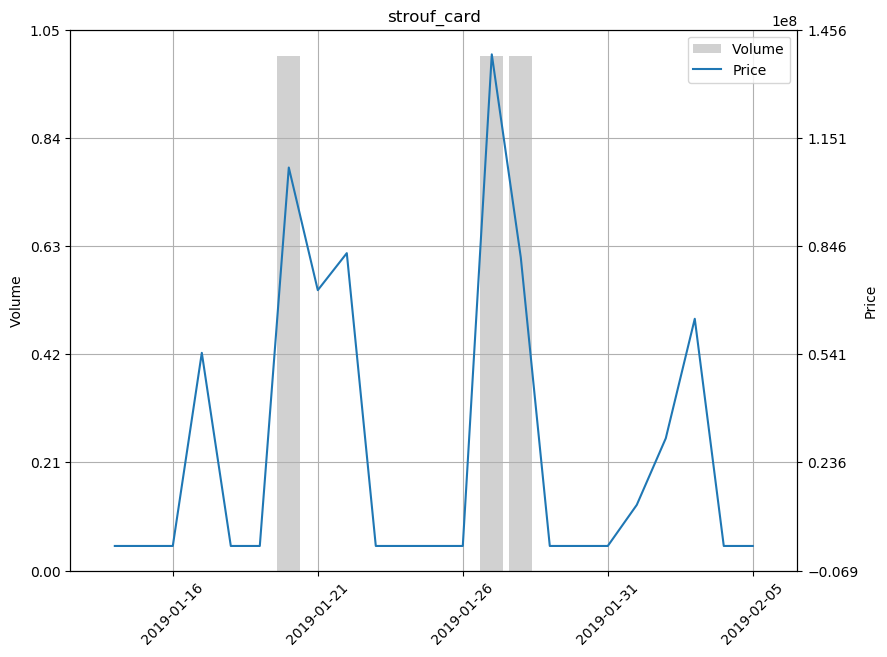 strouf_card
1e8
1.05
0.84
0.63
0.42
0.21
0.00
Volume
1.456
1.151
0.846
0.541
0.236
−0.069
Price
Volume
Price
2019-01-16
2019-01-21
2019-01-26
2019-01-31
2019-02-05